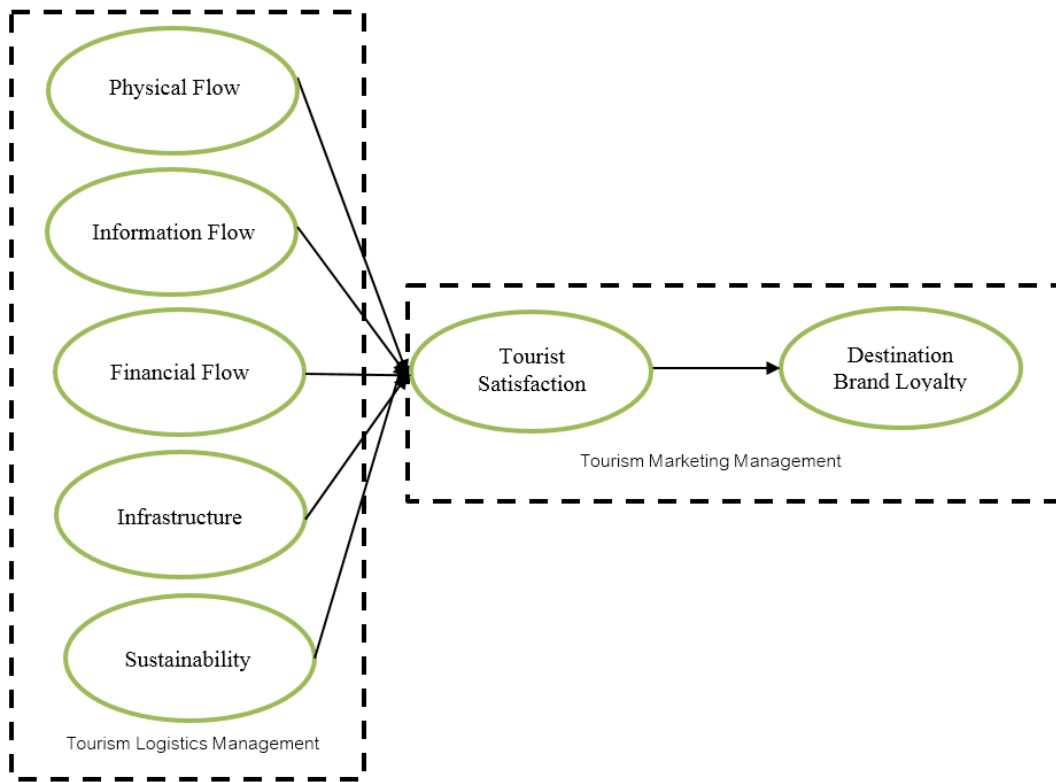 Physical Flow
Information Flow
Financial Flow
Infrastructure
Sustainability
Tourism Logistics Management
Tourist
Satisfaction
Destination
Brand Loyalty
Tourism Marketing Management